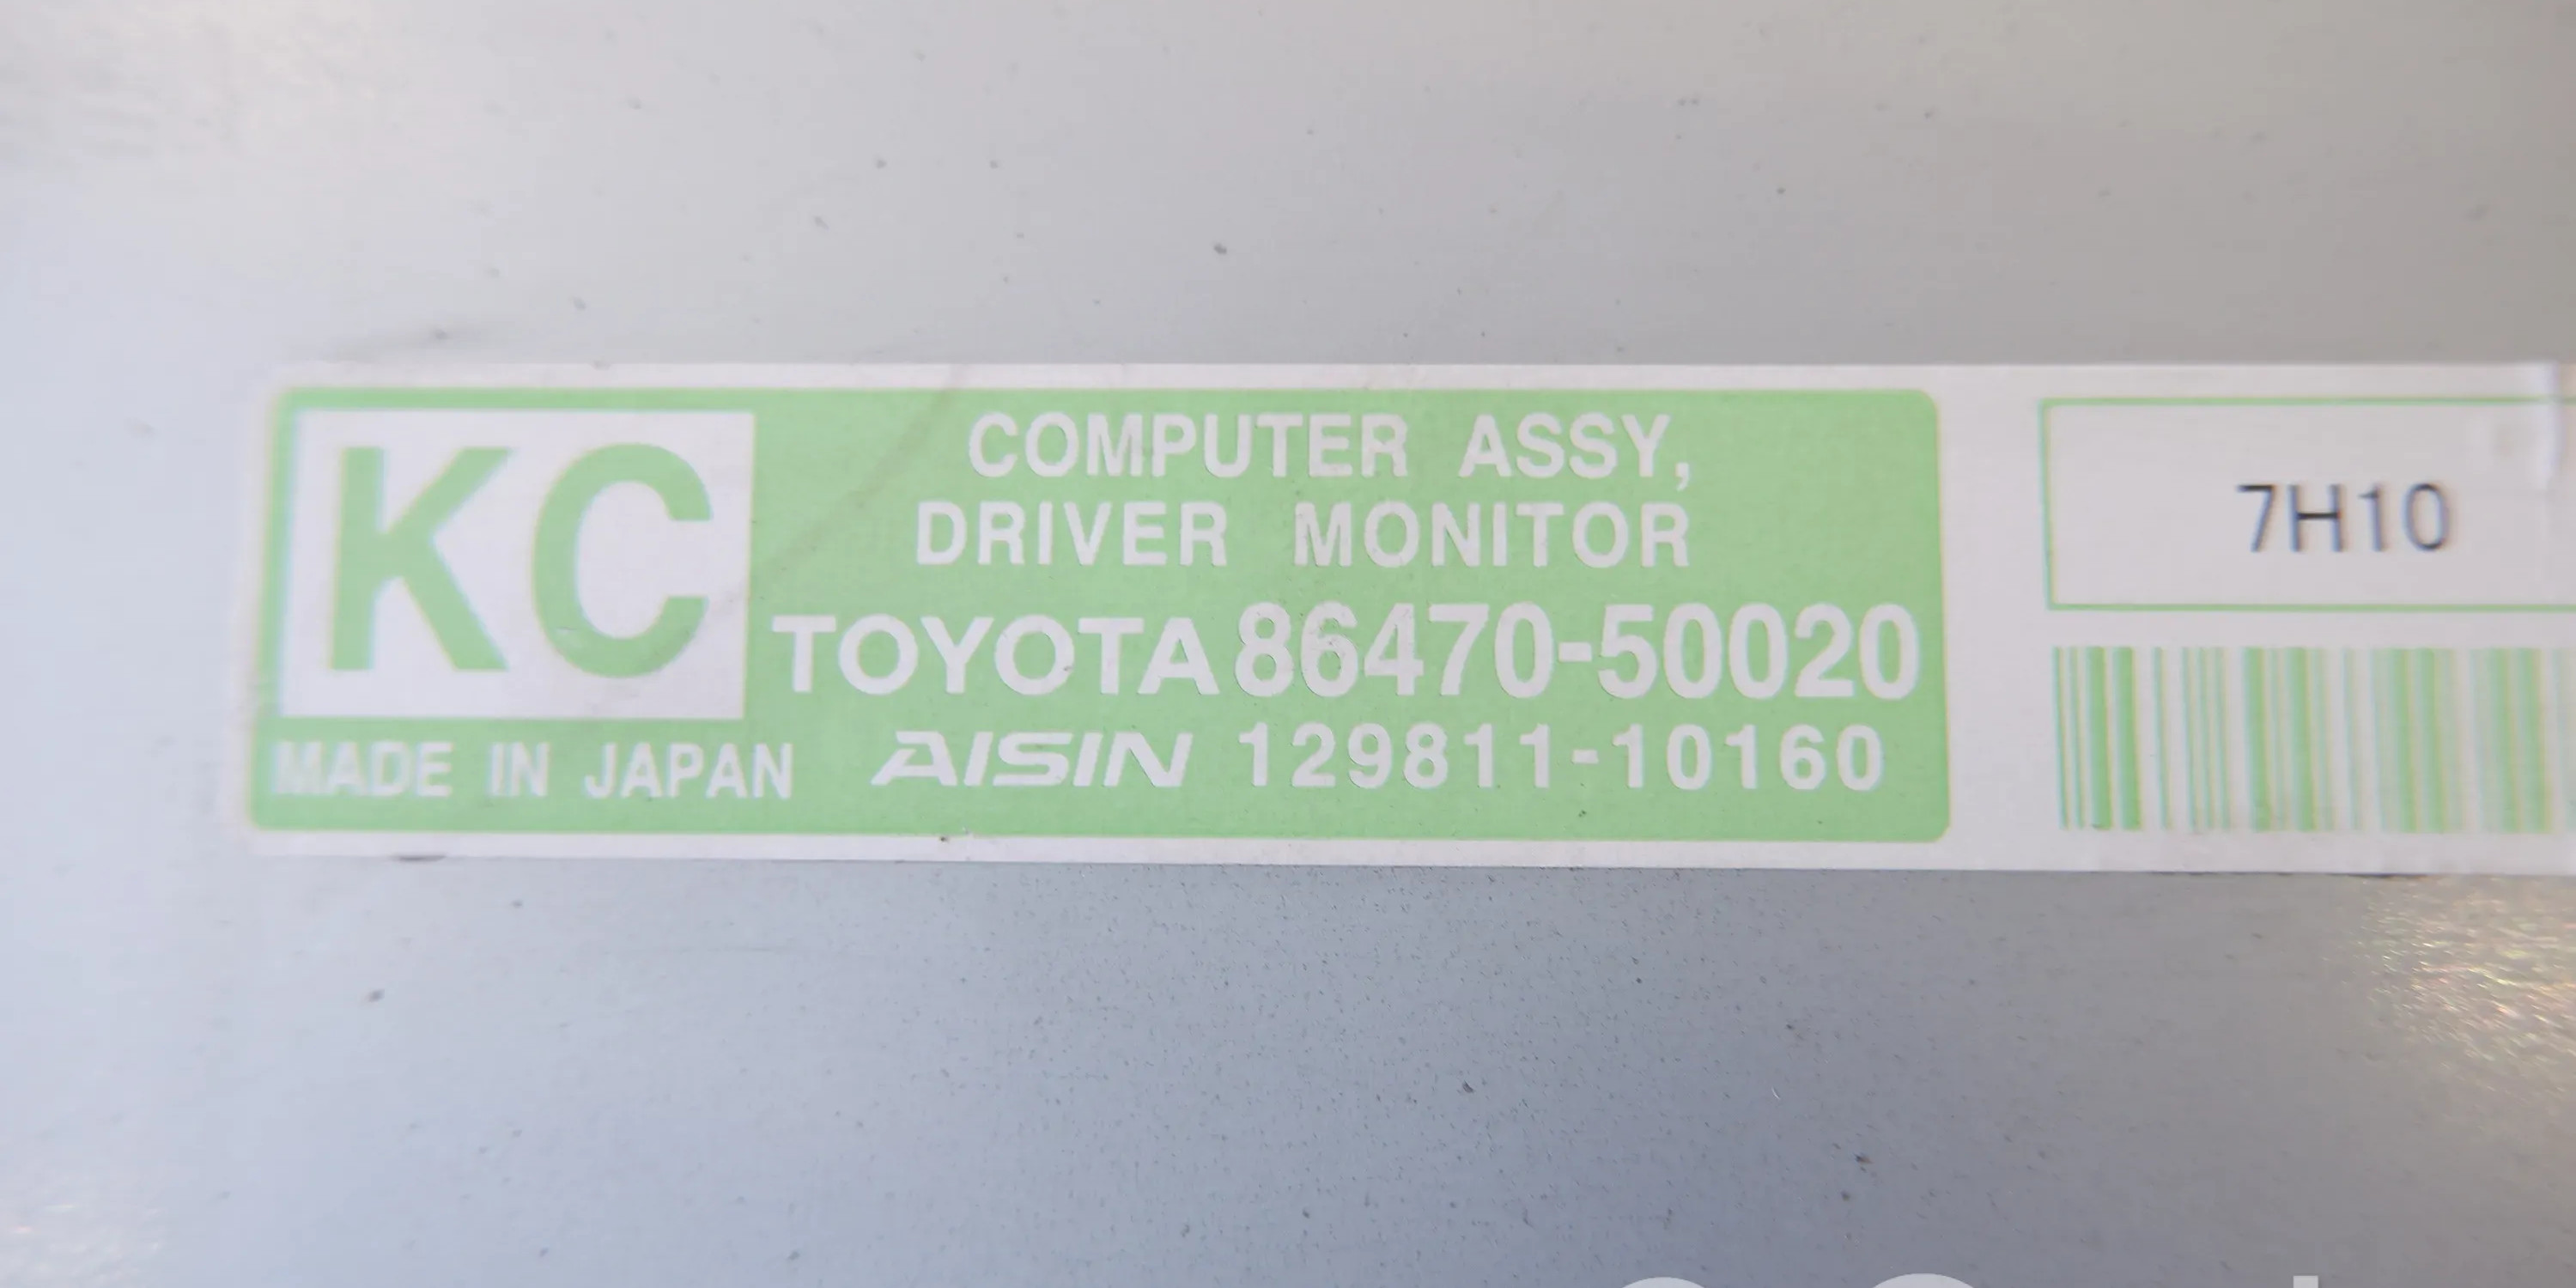 KC
COMPUTER ASSY,
DRIVER MONITOR
TOYOTA 86470-50020
MADE IN JAPAN AISIN 129811-10160
7H10